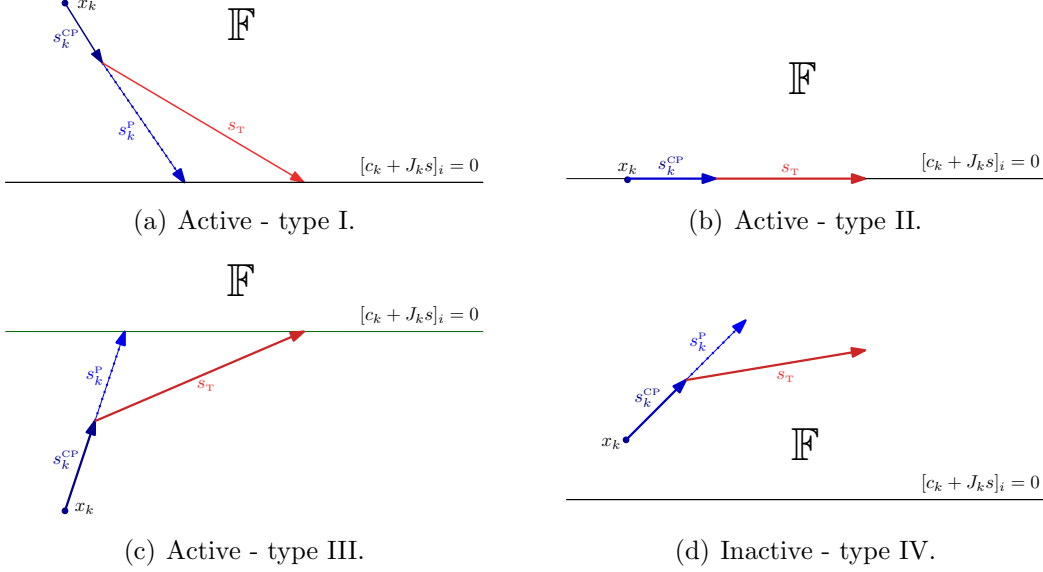 x_k
𝔽
s_k^CP
s_k^P
s_T
[c_k + J_k s]_i = 0
(a) Active - type I.
𝔽
x_k
s_k^CP
s_T
[c_k + J_k s]_i = 0
(b) Active - type II.
𝔽
[c_k + J_k s]_i = 0
s_k^P
s_T
s_k^CP
x_k
(c) Active - type III.
s_k^P
s_T
s_k^CP
x_k
𝔽
[c_k + J_k s]_i = 0
(d) Inactive - type IV.